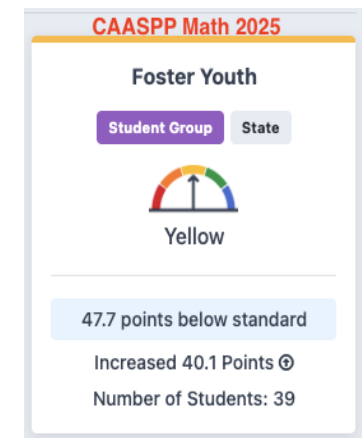 CAASPP Math 2025
Foster Youth
Student Group State
Yellow
47.7 points below standard
Increased 40.1 Points
Number of Students: 39